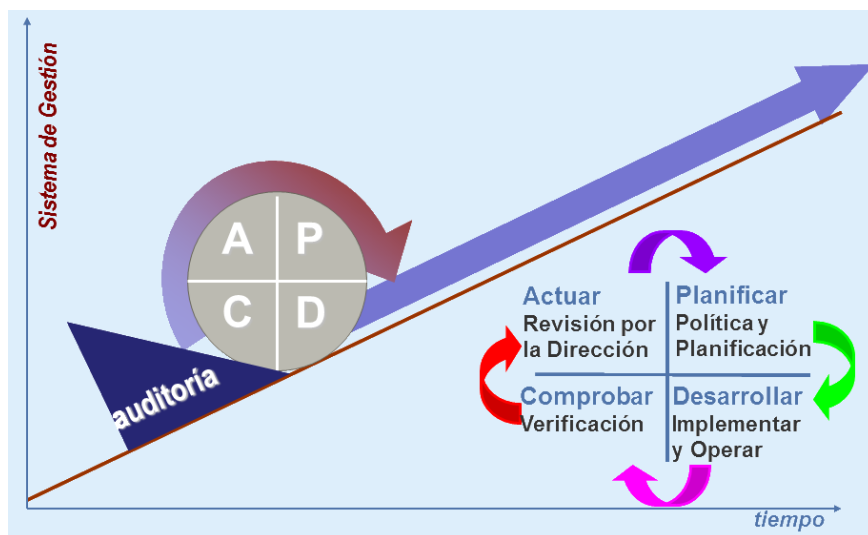 Sistema de Gestión
A P
C D
auditoría
Actuar
Revisión por
la Dirección
Planificar
Política y
Planificación
Comprobar
Verificación
Desarrollar
Implementar
y Operar
tiempo